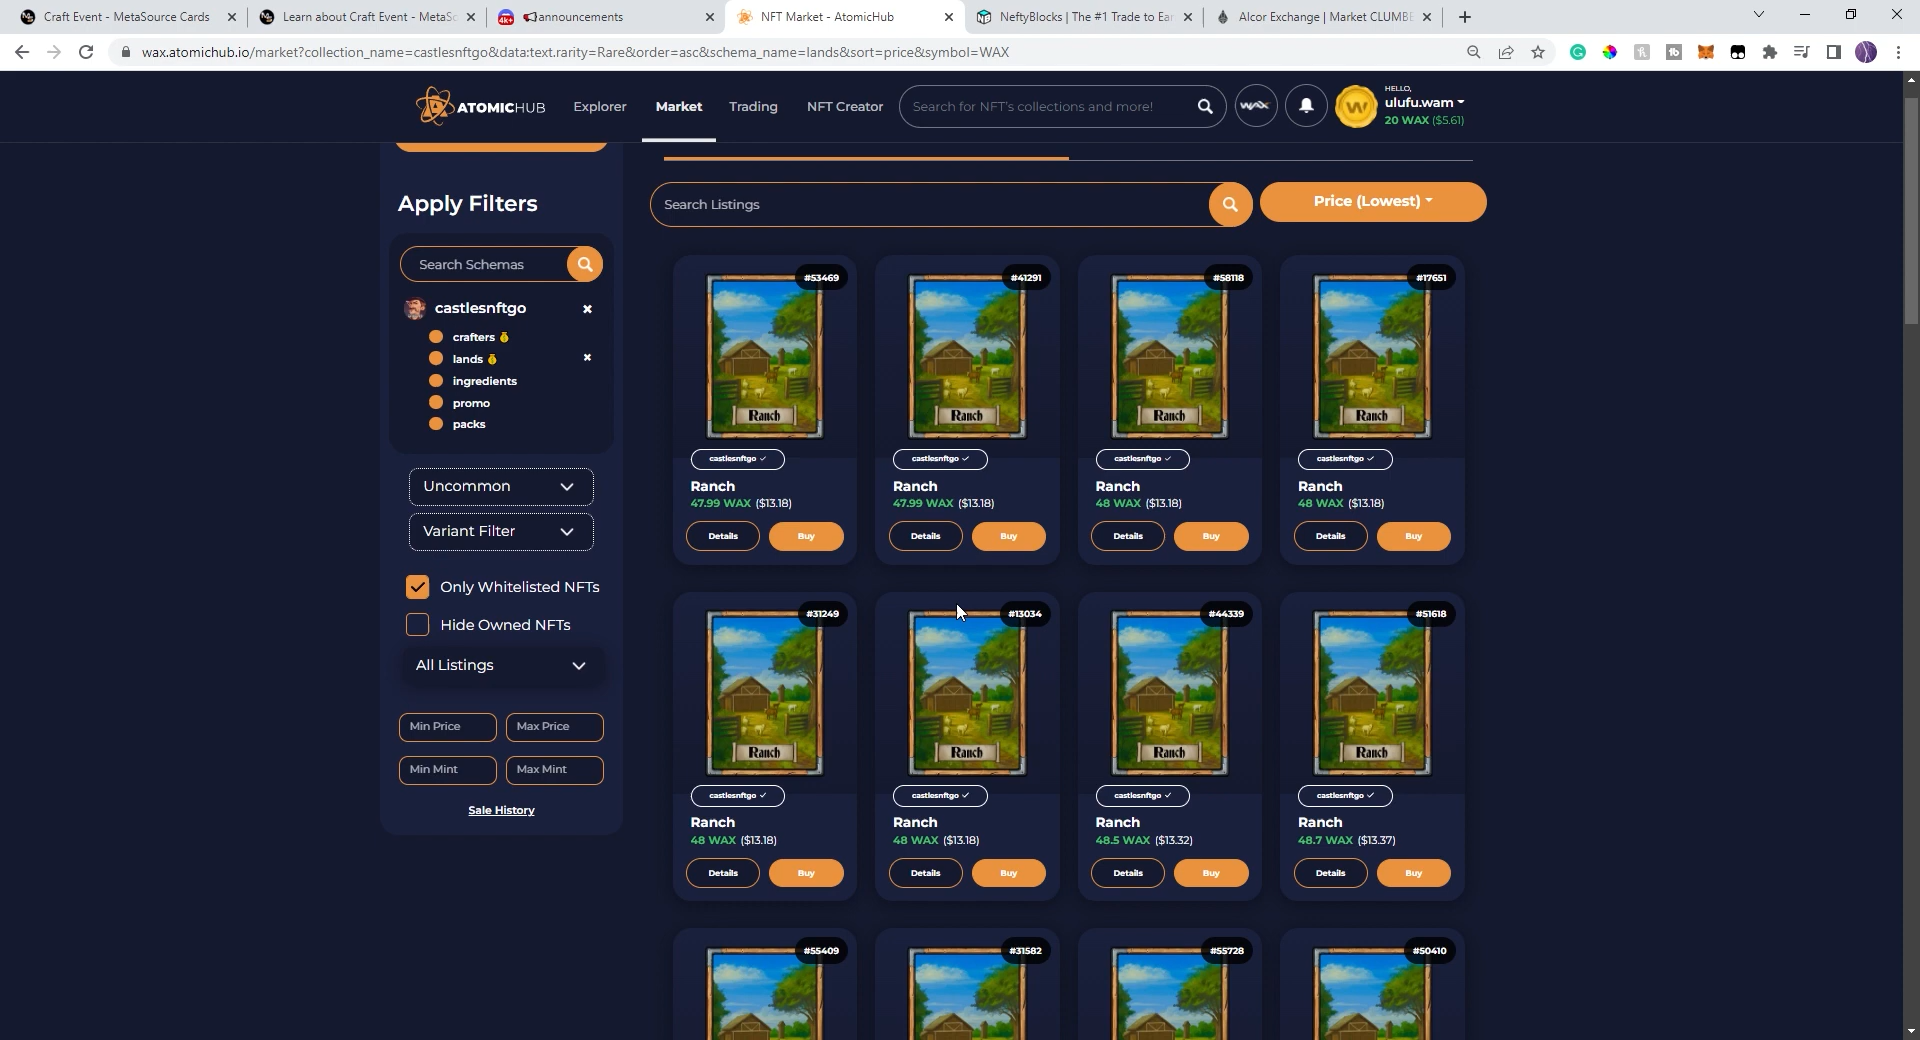 Craft Event - MetaSource Cards
Learn about Craft Event - MetaSc
4k+ announcements
NFT Market - AtomicHub
NeftyBlocks | The #1 Trade to Ear
Alcor Exchange | Market CLUMBE
wax.atomichub.io/market?collection_name=castlesnftgo&data:text.rarity=Rare&order=asc&schema_name=lands&sort=price&symbol=WAX
ATOMICHUB
Explorer
Market
Trading
NFT Creator
Search for NFT's collections and more!
WAX
HELLO,
ulufu.wam
20 WAX ($5.61)
Apply Filters
Search Schemas
castlesnftgo
crafters
lands
ingredients
promo
packs
Uncommon
Variant Filter
Only Whitelisted NFTs
Hide Owned NFTs
All Listings
Min Price Max Price
Min Mint Max Mint
Sale History
Search Listings
Price (Lowest)
#53469 #41291 #58118 #17651
Ranch Ranch Ranch Ranch
castlesnftgo castlesnftgo castlesnftgo castlesnftgo
Ranch Ranch Ranch Ranch
47.99 WAX ($13.18) 47.99 WAX ($13.18) 48 WAX ($13.18) 48 WAX ($13.18)
Details Buy Details Buy Details Buy Details Buy
#31249 #13034 #44339 #51618
Ranch Ranch Ranch Ranch
castlesnftgo castlesnftgo castlesnftgo castlesnftgo
Ranch Ranch Ranch Ranch
48 WAX ($13.18) 48 WAX ($13.18) 48.5 WAX ($13.32) 48.7 WAX ($13.37)
Details Buy Details Buy Details Buy Details Buy
#55409 #31582 #55728 #50410